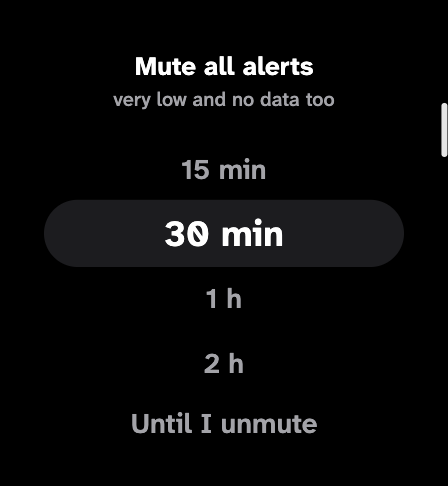 Mute all alerts
very low and no data too
15 min
30 min
1 h
2 h
Until I unmute